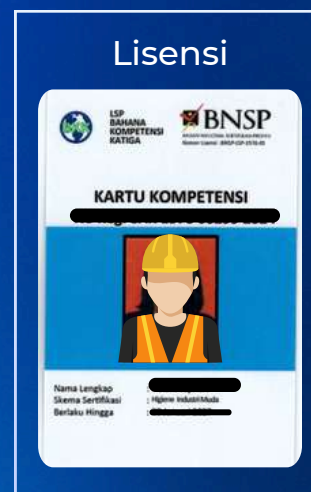 Lisensi
LSP
BAHANA
KOMPETENSI
KATIGA
BNSP
KARTU KOMPETENSI
Nama Lengkap :
Skema Sertifikasi : Higiene Industri Muda
Berlaku Hingga :